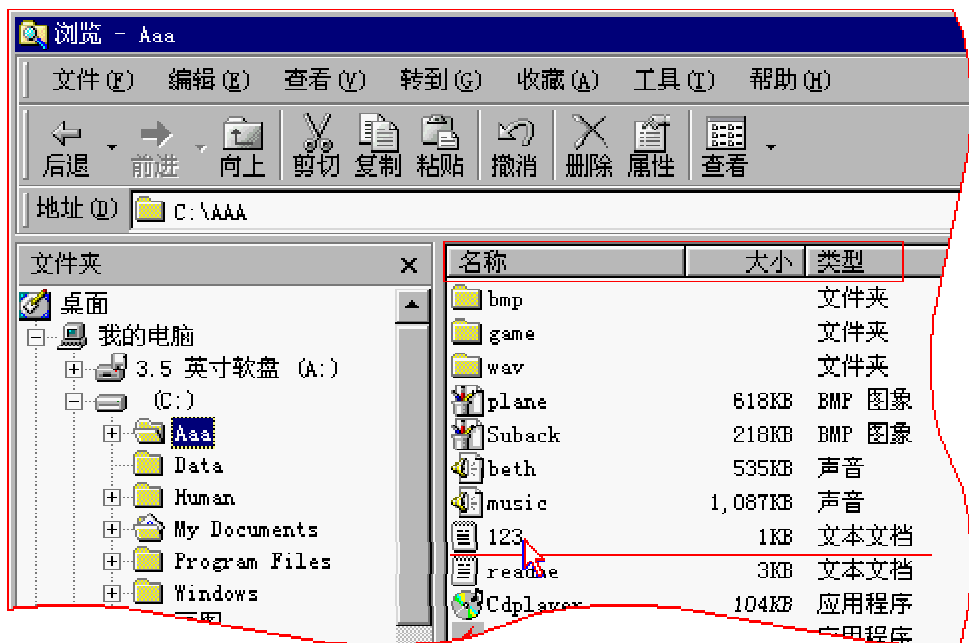 浏览 - Aaa
文件(F) 编辑(E) 查看(V) 转到(G) 收藏(A) 工具(T) 帮助(H)
后退 前进 向上 剪切 复制 粘贴 撤消 删除 属性 查看
地址(D) C:\AAA
文件夹
桌面
我的电脑
3.5 英寸软盘 (A:)
(C:)
Aaa
Data
Human
My Documents
Program Files
Windows
名称 大小 类型
bmp 文件夹
game 文件夹
wav 文件夹
plane 618KB BMP 图象
Suback 218KB BMP 图象
beth 535KB 声音
music 1,087KB 声音
123 1KB 文本文档
readme 3KB 文本文档
Cdplayer 104KB 应用程序
应用程序